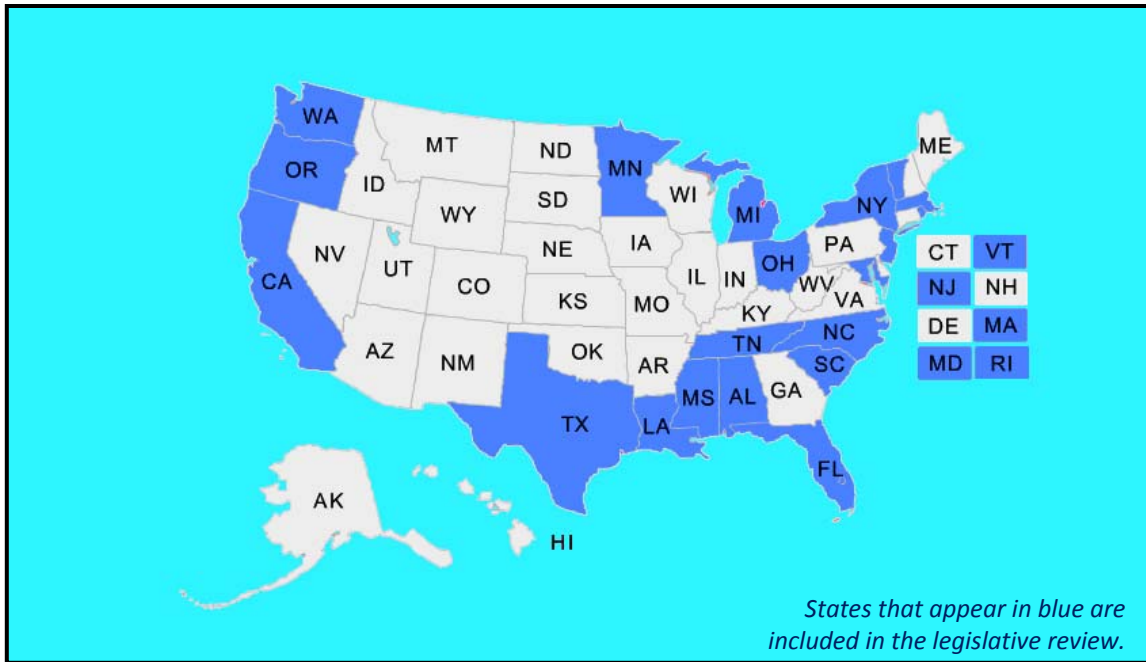 WA
MT
ND
MN
ME
OR
ID
SD
WI
MI
NY
WY
NV
UT
NE
IA
PA
CA
CO
IL
IN
OH
WV
VA
KS
MO
KY
AZ
NM
OK
AR
TN
NC
SC
TX
LA
MS
AL
GA
FL
CT VT
NJ NH
DE MA
MD RI
AK
HI
States that appear in blue are
included in the legislative review.